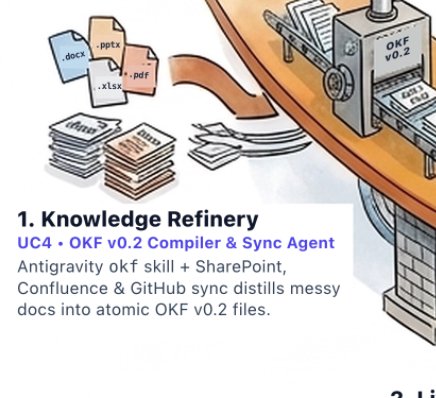 .docx
.pptx
.xlsx
.pdf
OKF
v0.2
1. Knowledge Refinery
UC4 • OKF v0.2 Compiler & Sync Agent
Antigravity okf skill + SharePoint,
Confluence & GitHub sync distills messy
docs into atomic OKF v0.2 files.